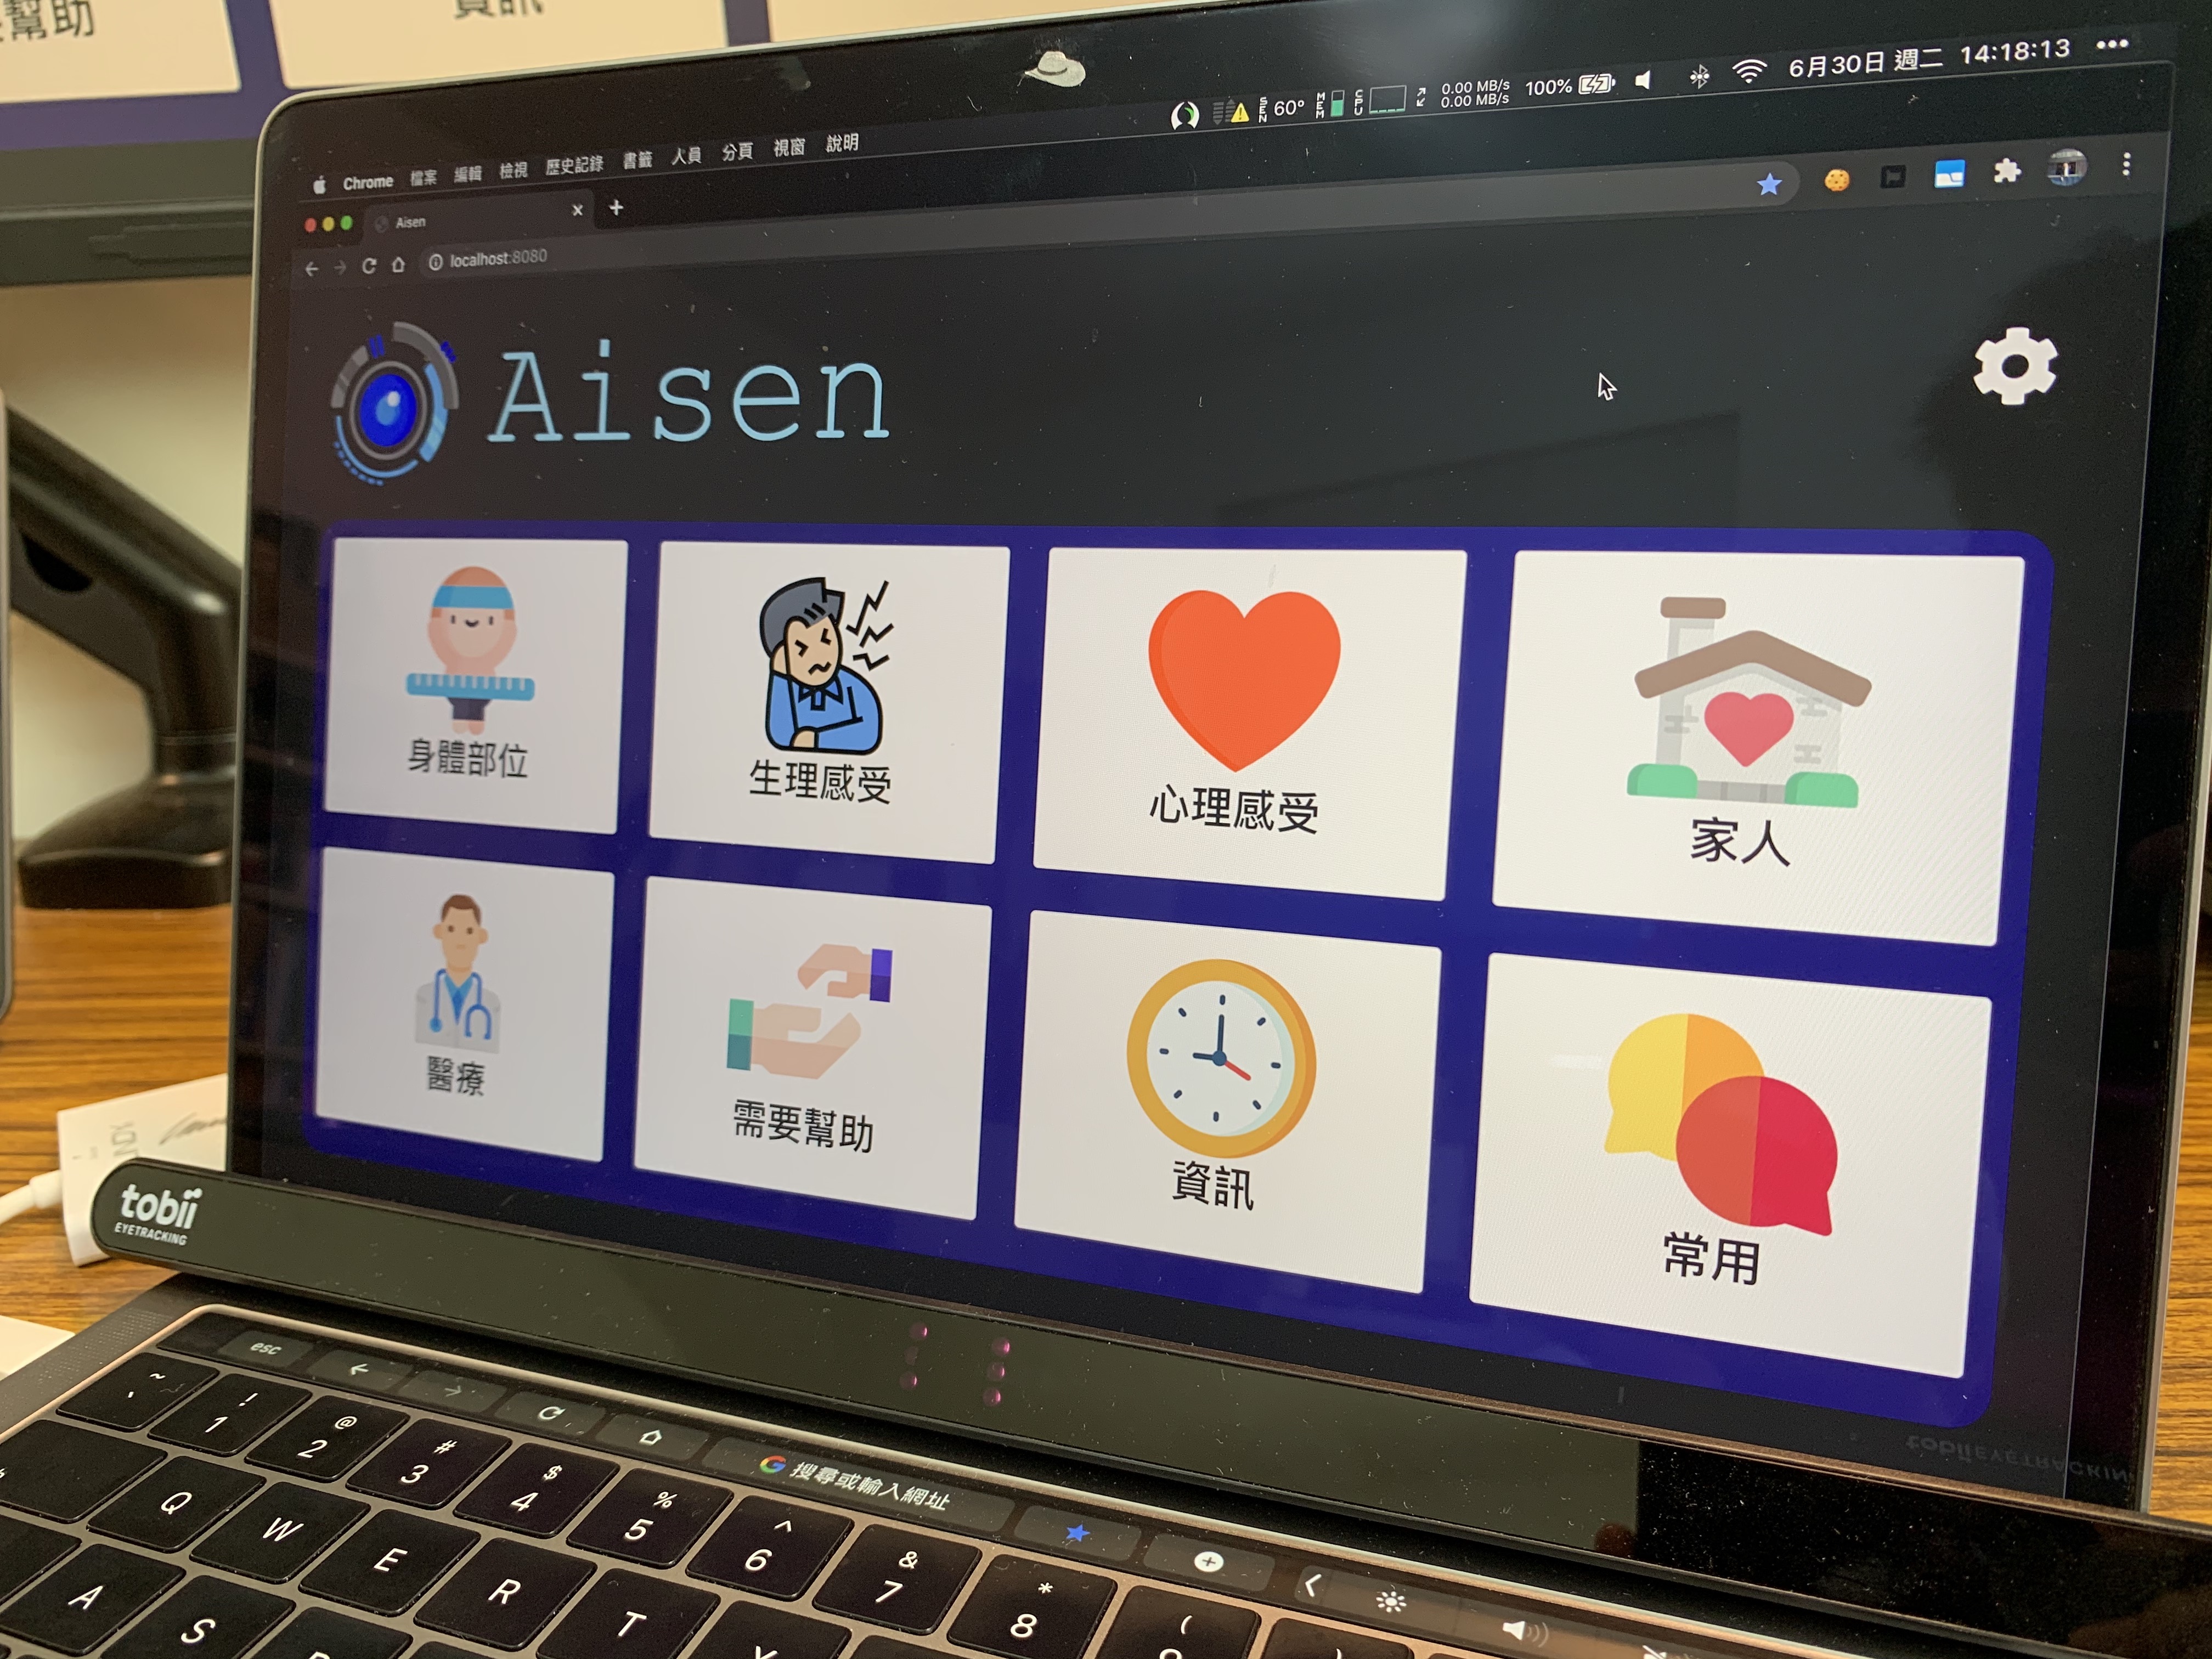 幫助
資訊
Chrome 檔案 編輯 檢視 歷史記錄 書籤 人員 分頁 視窗 說明
SEN 60° MEM CPU 0.00 MB/s 0.00 MB/s 100% 6月30日 週二 14:18:13
Aisen
localhost:8080
Aisen
身體部位 生理感受 心理感受 家人
醫療 需要幫助 資訊 常用
tobii
EYETRACKING
esc
搜尋或輸入網址
~ ! @ # $ % ^ & * (
` 1 2 3 4 5 6 7 8
Q W E R T
A S